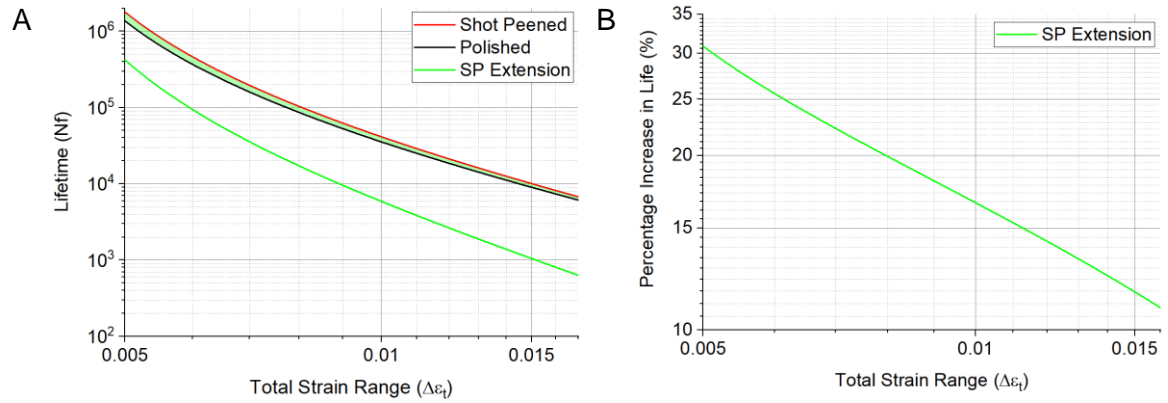 A
10^6
10^5
10^4
10^3
10^2
Lifetime (Nf)
Shot Peened
Polished
SP Extension
0.005
0.01
0.015
Total Strain Range (Δε_t)
B
35
30
25
20
15
10
Percentage Increase in Life (%)
SP Extension
0.005
0.01
0.015
Total Strain Range (Δε_t)